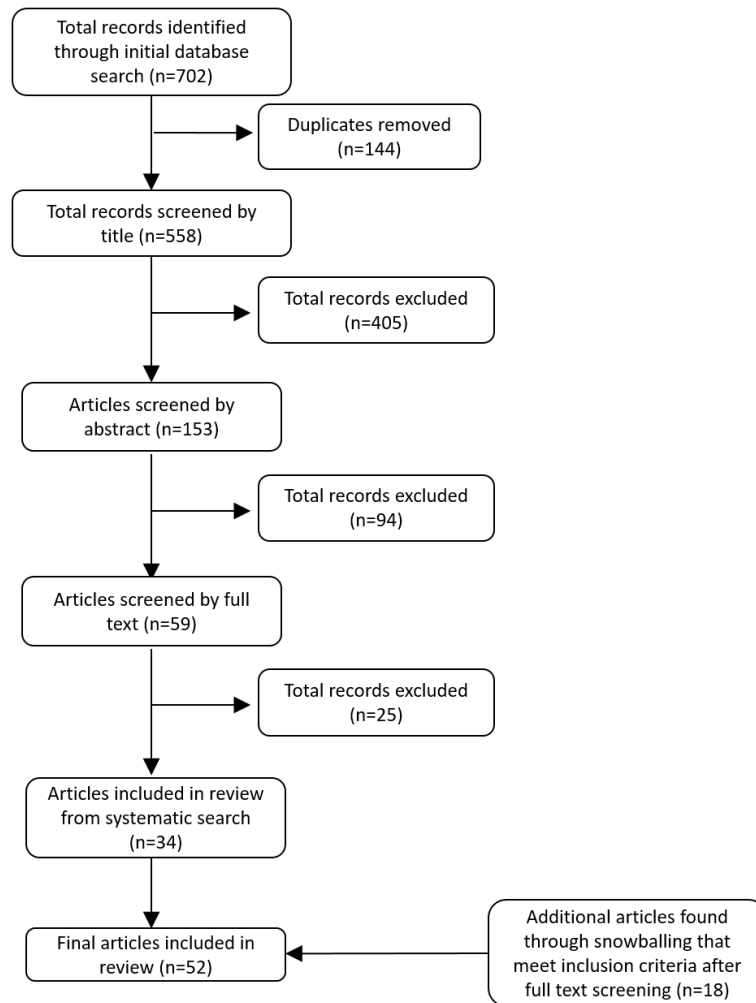 Total records identified
through initial database
search (n=702)
Duplicates removed
(n=144)
Total records screened by
title (n=558)
Total records excluded
(n=405)
Articles screened by
abstract (n=153)
Total records excluded
(n=94)
Articles screened by full
text (n=59)
Total records excluded
(n=25)
Articles included in review
from systematic search
(n=34)
Final articles included in
review (n=52)
Additional articles found
through snowballing that
meet inclusion criteria after
full text screening (n=18)